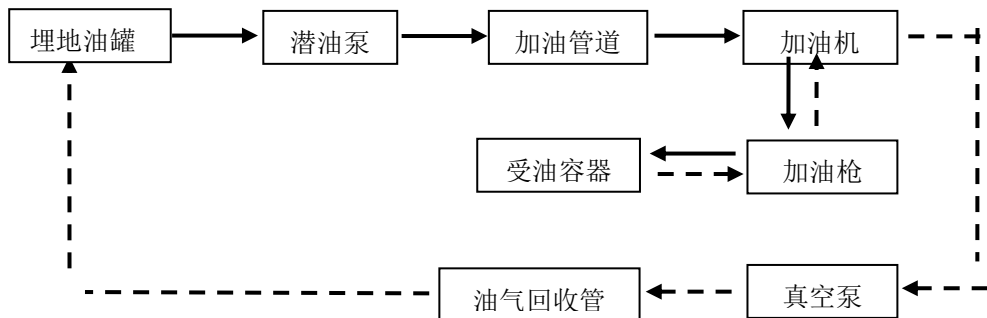 埋地油罐
潜油泵
加油管道
加油机
受油容器
加油枪
油气回收管
真空泵